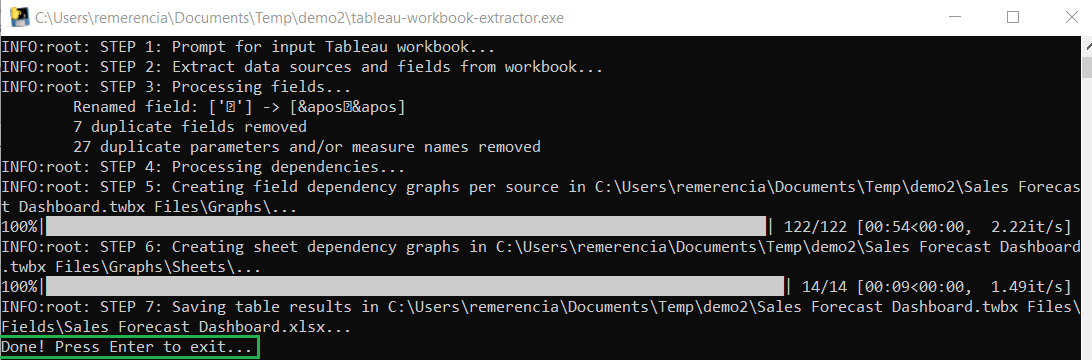 C:\Users\remerencia\Documents\Temp\demo2\tableau-workbook-extractor.exe
INFO:root: STEP 1: Prompt for input Tableau workbook...
INFO:root: STEP 2: Extract data sources and fields from workbook...
INFO:root: STEP 3: Processing fields...
Renamed field: ['⍰'] -> [&apos⍰&apos]
7 duplicate fields removed
27 duplicate parameters and/or measure names removed
INFO:root: STEP 4: Processing dependencies...
INFO:root: STEP 5: Creating field dependency graphs per source in C:\Users\remerencia\Documents\Temp\demo2\Sales Forecas
t Dashboard.twbx Files\Graphs\...
100%| | 122/122 [00:54<00:00, 2.22it/s]
INFO:root: STEP 6: Creating sheet dependency graphs in C:\Users\remerencia\Documents\Temp\demo2\Sales Forecast Dashboard
.twbx Files\Graphs\Sheets\...
100%| | 14/14 [00:09<00:00, 1.49it/s]
INFO:root: STEP 7: Saving table results in C:\Users\remerencia\Documents\Temp\demo2\Sales Forecast Dashboard.twbx Files\
Fields\Sales Forecast Dashboard.xlsx...
Done! Press Enter to exit...